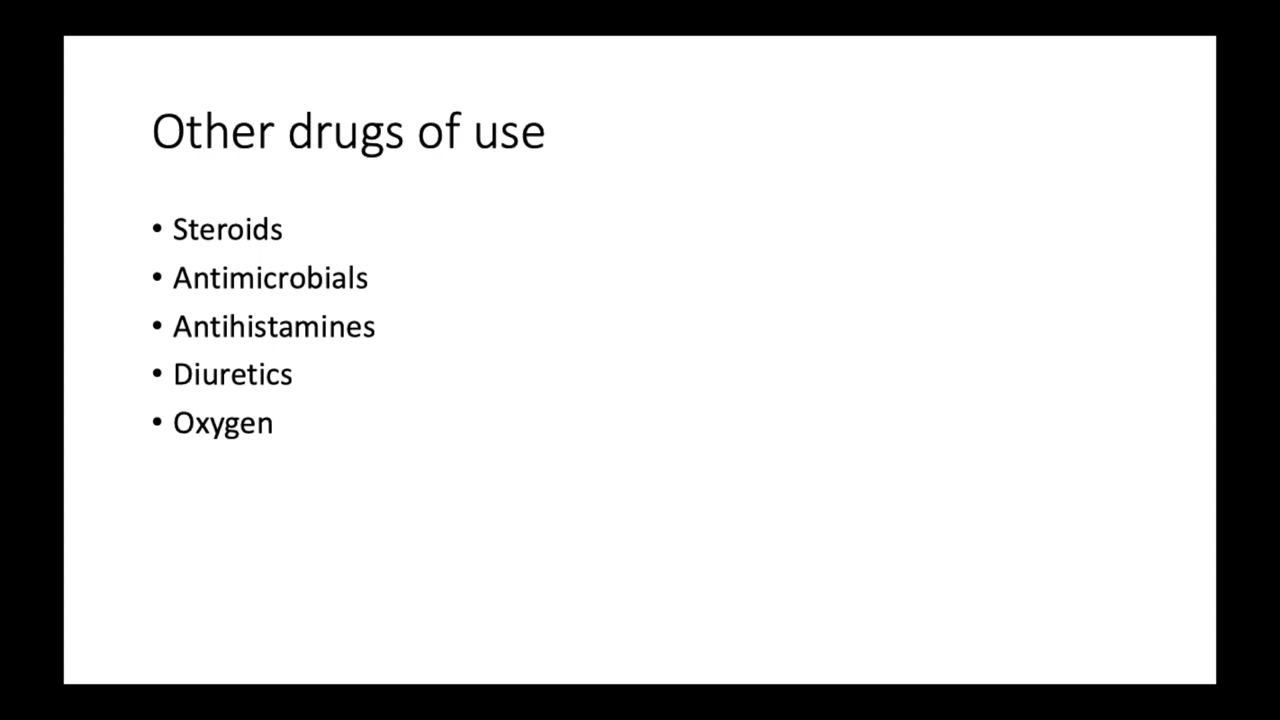 Other drugs of use
• Steroids
• Antimicrobials
• Antihistamines
• Diuretics
• Oxygen